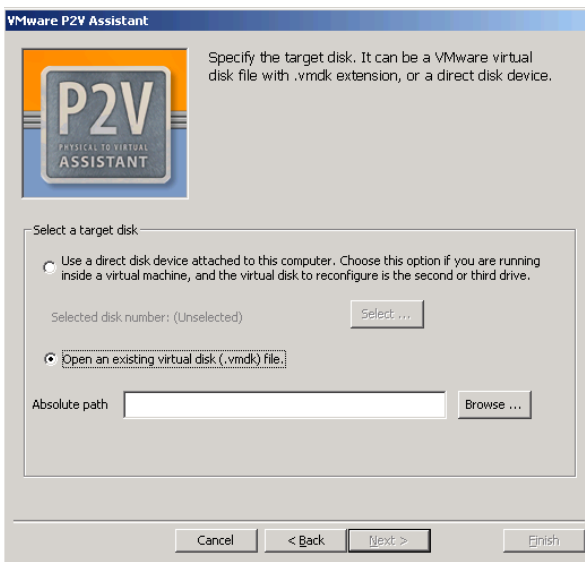 VMware P2V Assistant
Specify the target disk. It can be a VMware virtual
disk file with .vmdk extension, or a direct disk device.
P2V
PHYSICAL TO VIRTUAL
ASSISTANT
Select a target disk
Use a direct disk device attached to this computer. Choose this option if you are running
inside a virtual machine, and the virtual disk to reconfigure is the second or third drive.
Selected disk number: (Unselected)
Select ...
Open an existing virtual disk (.vmdk) file.
Absolute path
Browse ...
Cancel
< Back
Next >
Finish